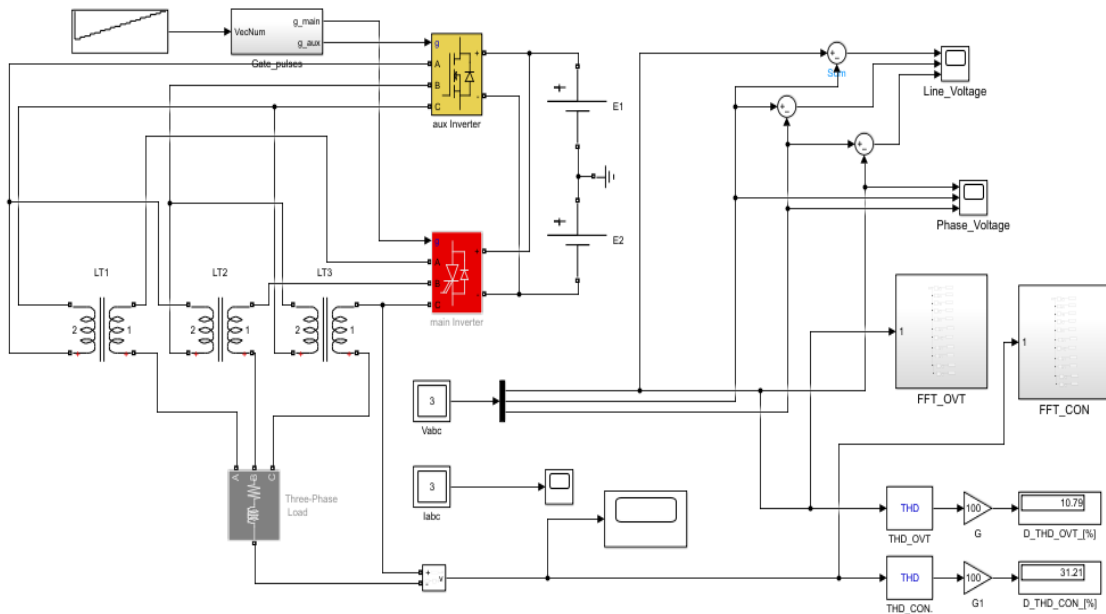 VecNum
g_main
g_aux
Gate_pulses
g
A
B
C
+
-
aux Inverter
E1
E2
Sum
Line_Voltage
Phase_Voltage
g
A
B
C
+
-
main Inverter
LT1
LT2
LT3
2 1
2 1
2 1
1
FFT_OVT
1
FFT_CON
3
Vabc
3
Iabc
A B C
Three-Phase
Load
+
-
v
THD
THD_OVT
100
G
10.79
D_THD_OVT_[%]
THD
THD_CON.
100
G1
31.21
D_THD_CON_[%]